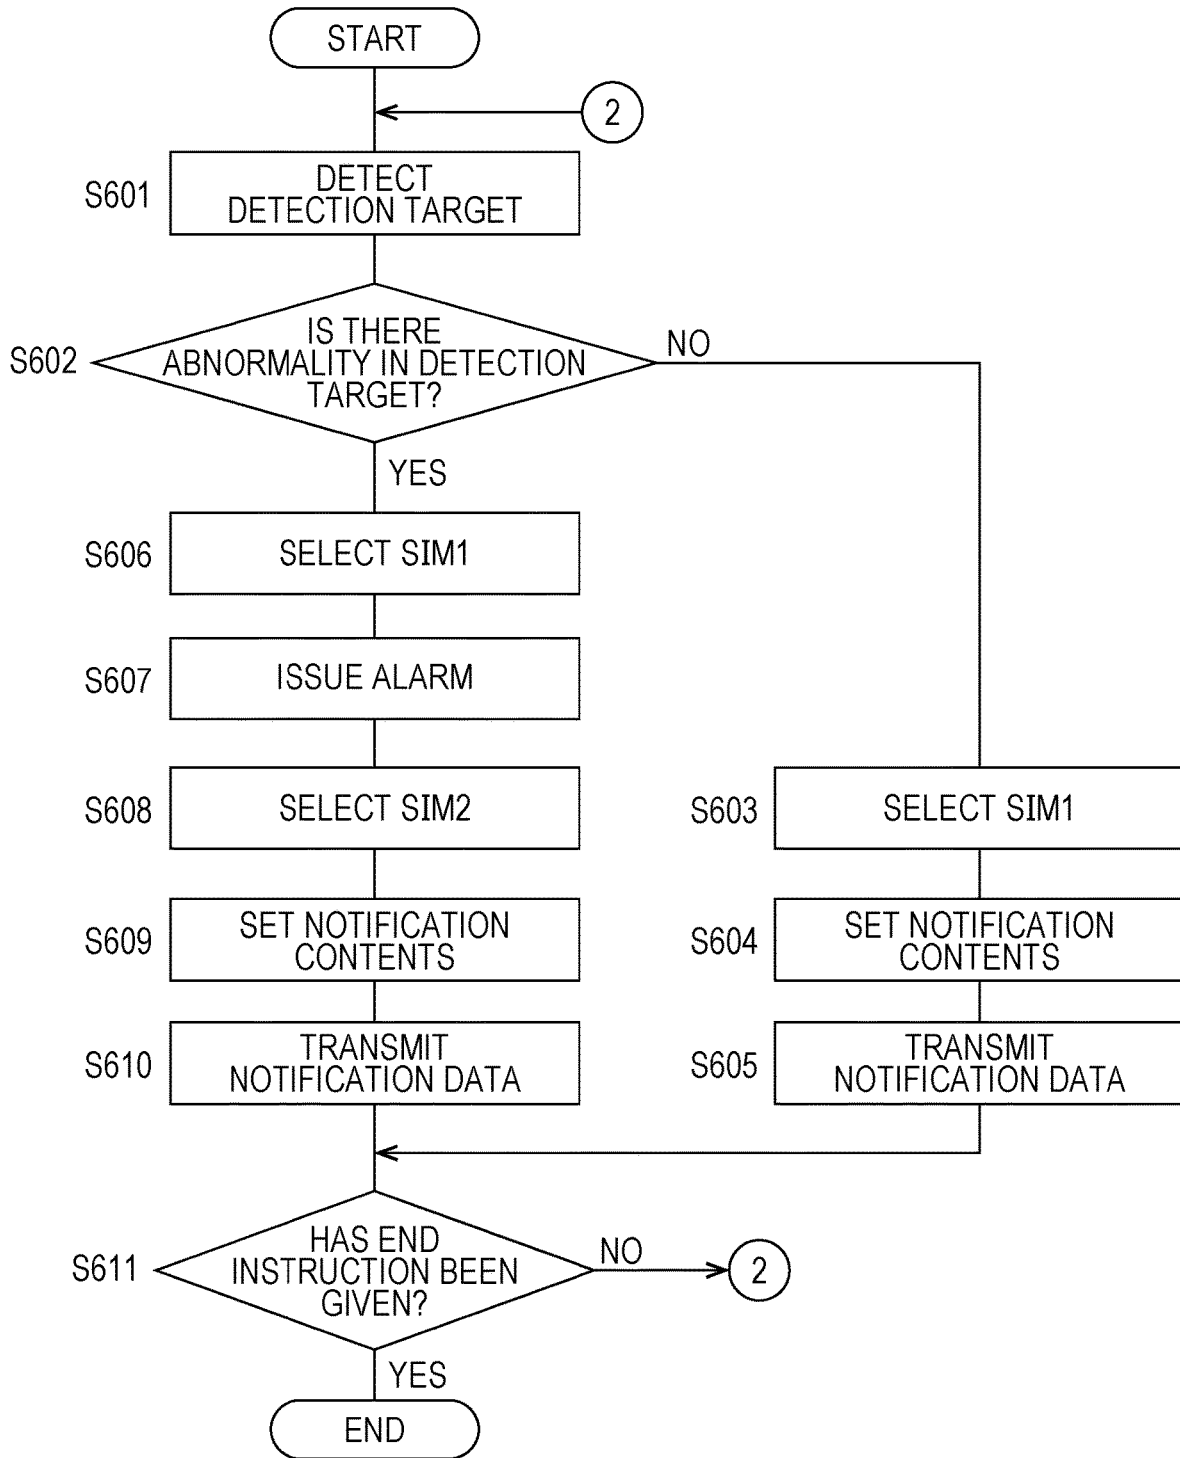 START
2
S601
DETECT
DETECTION TARGET
S602
IS THERE
ABNORMALITY IN DETECTION
TARGET?
NO
YES
S606
SELECT SIM1
S607
ISSUE ALARM
S608
SELECT SIM2
S603
SELECT SIM1
S609
SET NOTIFICATION
CONTENTS
S604
SET NOTIFICATION
CONTENTS
S610
TRANSMIT
NOTIFICATION DATA
S605
TRANSMIT
NOTIFICATION DATA
S611
HAS END
INSTRUCTION BEEN
GIVEN?
NO
2
YES
END